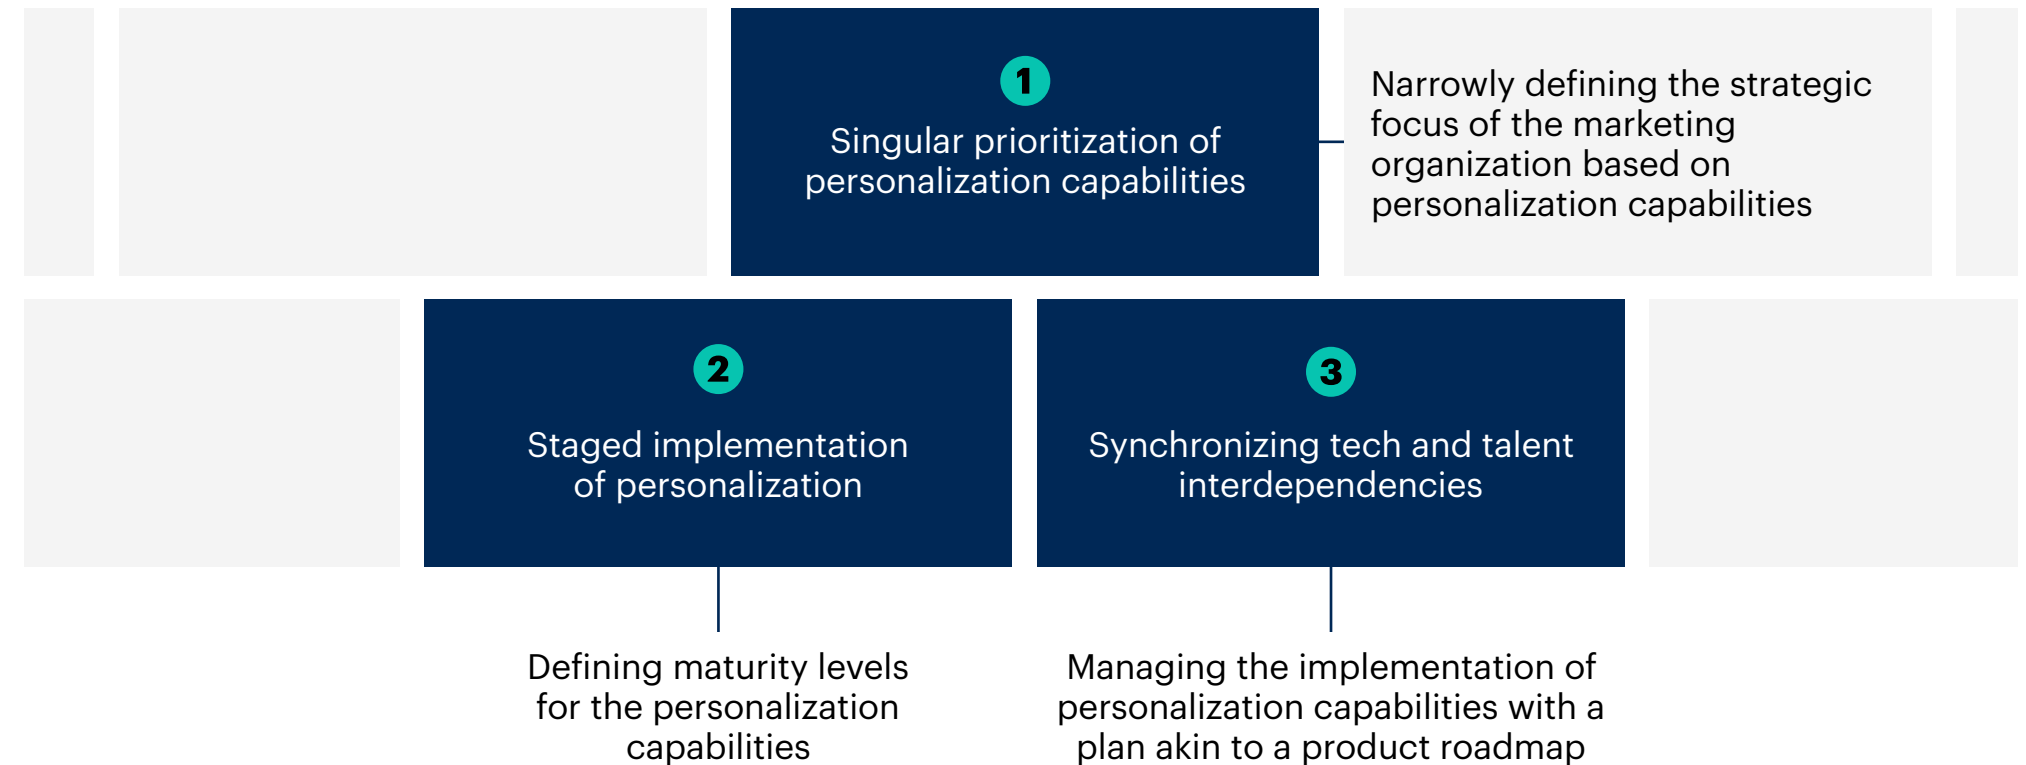 1
Singular prioritization of
personalization capabilities
Narrowly defining the strategic
focus of the marketing
organization based on
personalization capabilities
2
Staged implementation
of personalization
3
Synchronizing tech and talent
interdependencies
Defining maturity levels
for the personalization
capabilities
Managing the implementation of
personalization capabilities with a
plan akin to a product roadmap